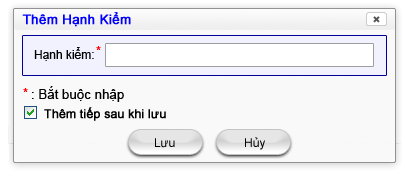 Thêm Hạnh Kiểm
Hạnh kiểm:*
* : Bắt buộc nhập
Thêm tiếp sau khi lưu
Lưu Hủy